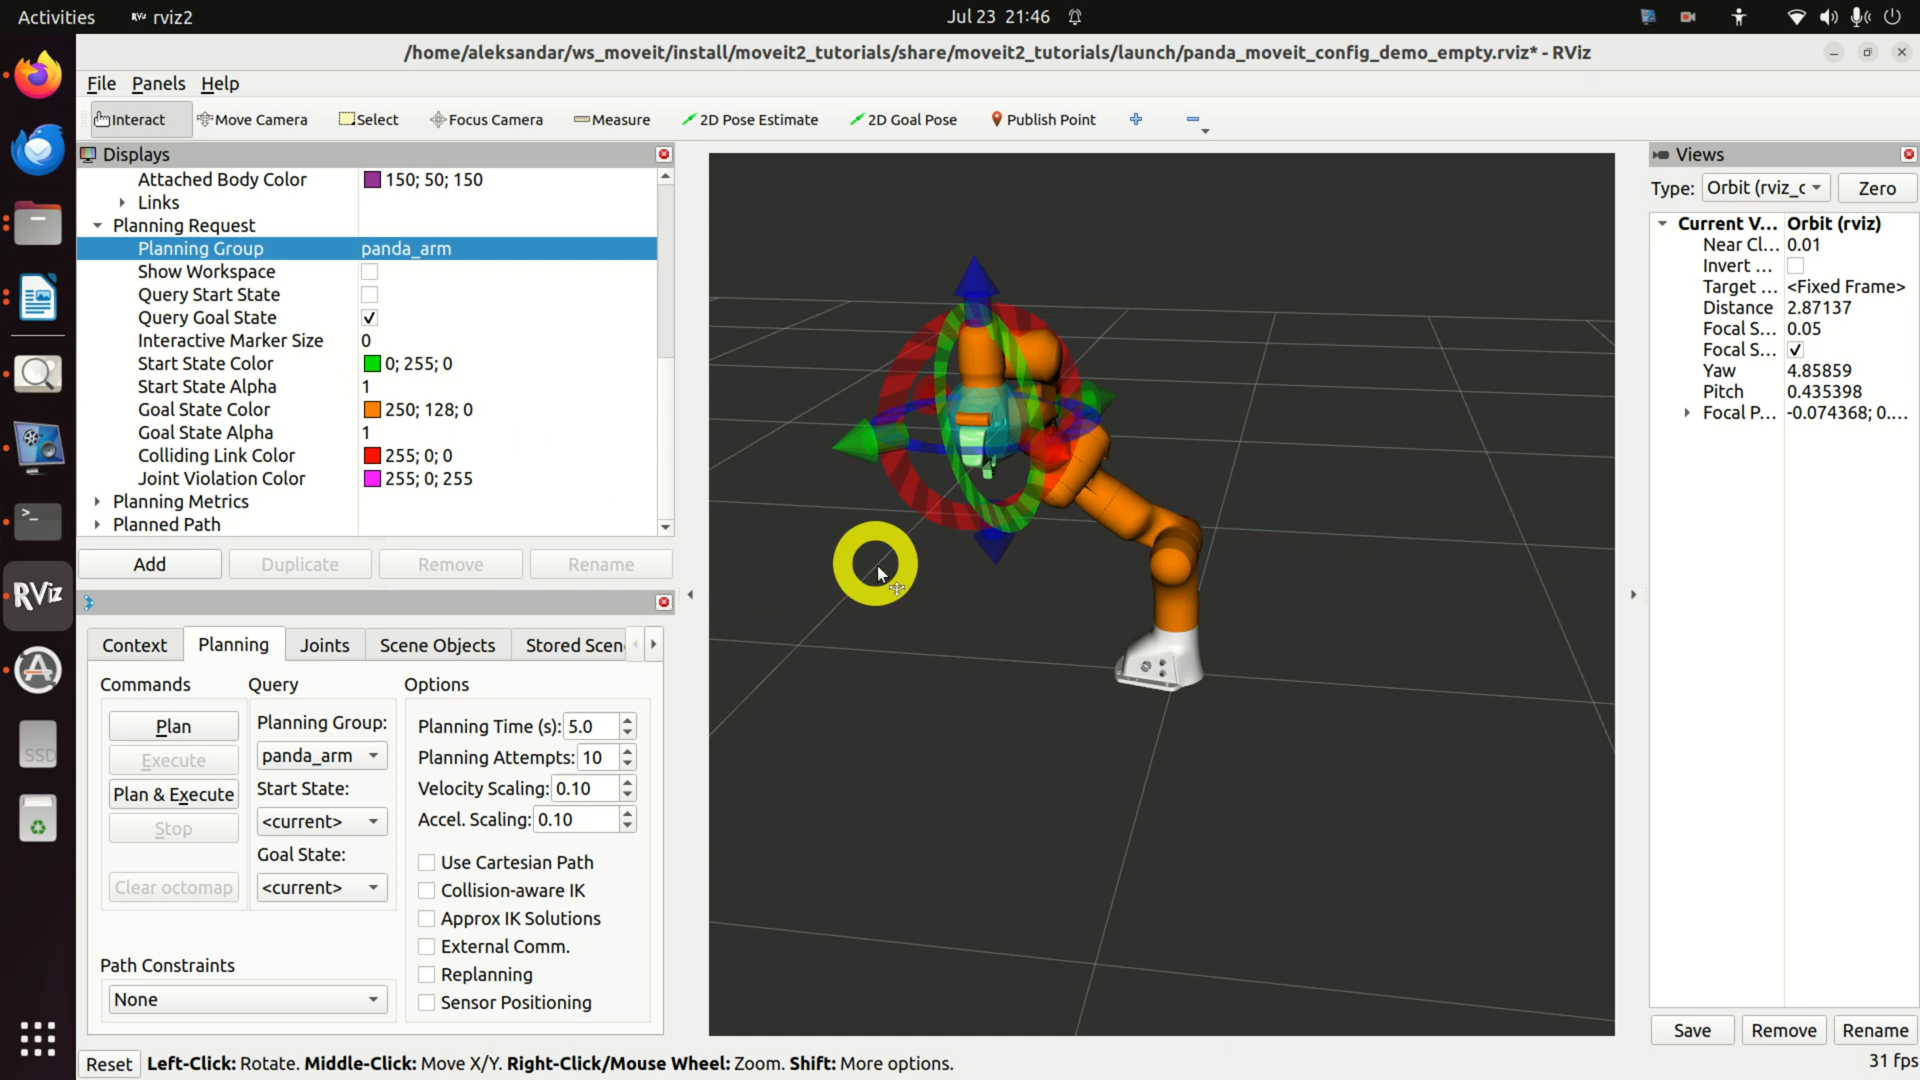 Activities
RViz rviz2
Jul 23 21:46
/home/aleksandar/ws_moveit/install/moveit2_tutorials/share/moveit2_tutorials/launch/panda_moveit_config_demo_empty.rviz* - RViz
File Panels Help
Interact Move Camera Select Focus Camera Measure 2D Pose Estimate 2D Goal Pose Publish Point
Displays
Attached Body Color 150; 50; 150
Links
Planning Request
Planning Group panda_arm
Show Workspace
Query Start State
Query Goal State
Interactive Marker Size 0
Start State Color 0; 255; 0
Start State Alpha 1
Goal State Color 250; 128; 0
Goal State Alpha 1
Colliding Link Color 255; 0; 0
Joint Violation Color 255; 0; 255
Planning Metrics
Planned Path
Add Duplicate Remove Rename
Context Planning Joints Scene Objects Stored Scen
Commands Query Options
Plan
Execute
Plan & Execute
Stop
Clear octomap
Planning Group:
panda_arm
Start State:
<current>
Goal State:
<current>
Planning Time (s): 5.0
Planning Attempts: 10
Velocity Scaling: 0.10
Accel. Scaling: 0.10
Use Cartesian Path
Collision-aware IK
Approx IK Solutions
External Comm.
Replanning
Sensor Positioning
Path Constraints
None
Reset Left-Click: Rotate. Middle-Click: Move X/Y. Right-Click/Mouse Wheel: Zoom. Shift: More options.
Views
Type: Orbit (rviz_c Zero
Current V... Orbit (rviz)
Near Cl... 0.01
Invert ...
Target ... <Fixed Frame>
Distance 2.87137
Focal S... 0.05
Focal S...
Yaw 4.85859
Pitch 0.435398
Focal P... -0.074368; 0....
Save Remove Rename
31 fps
RViz
SSD